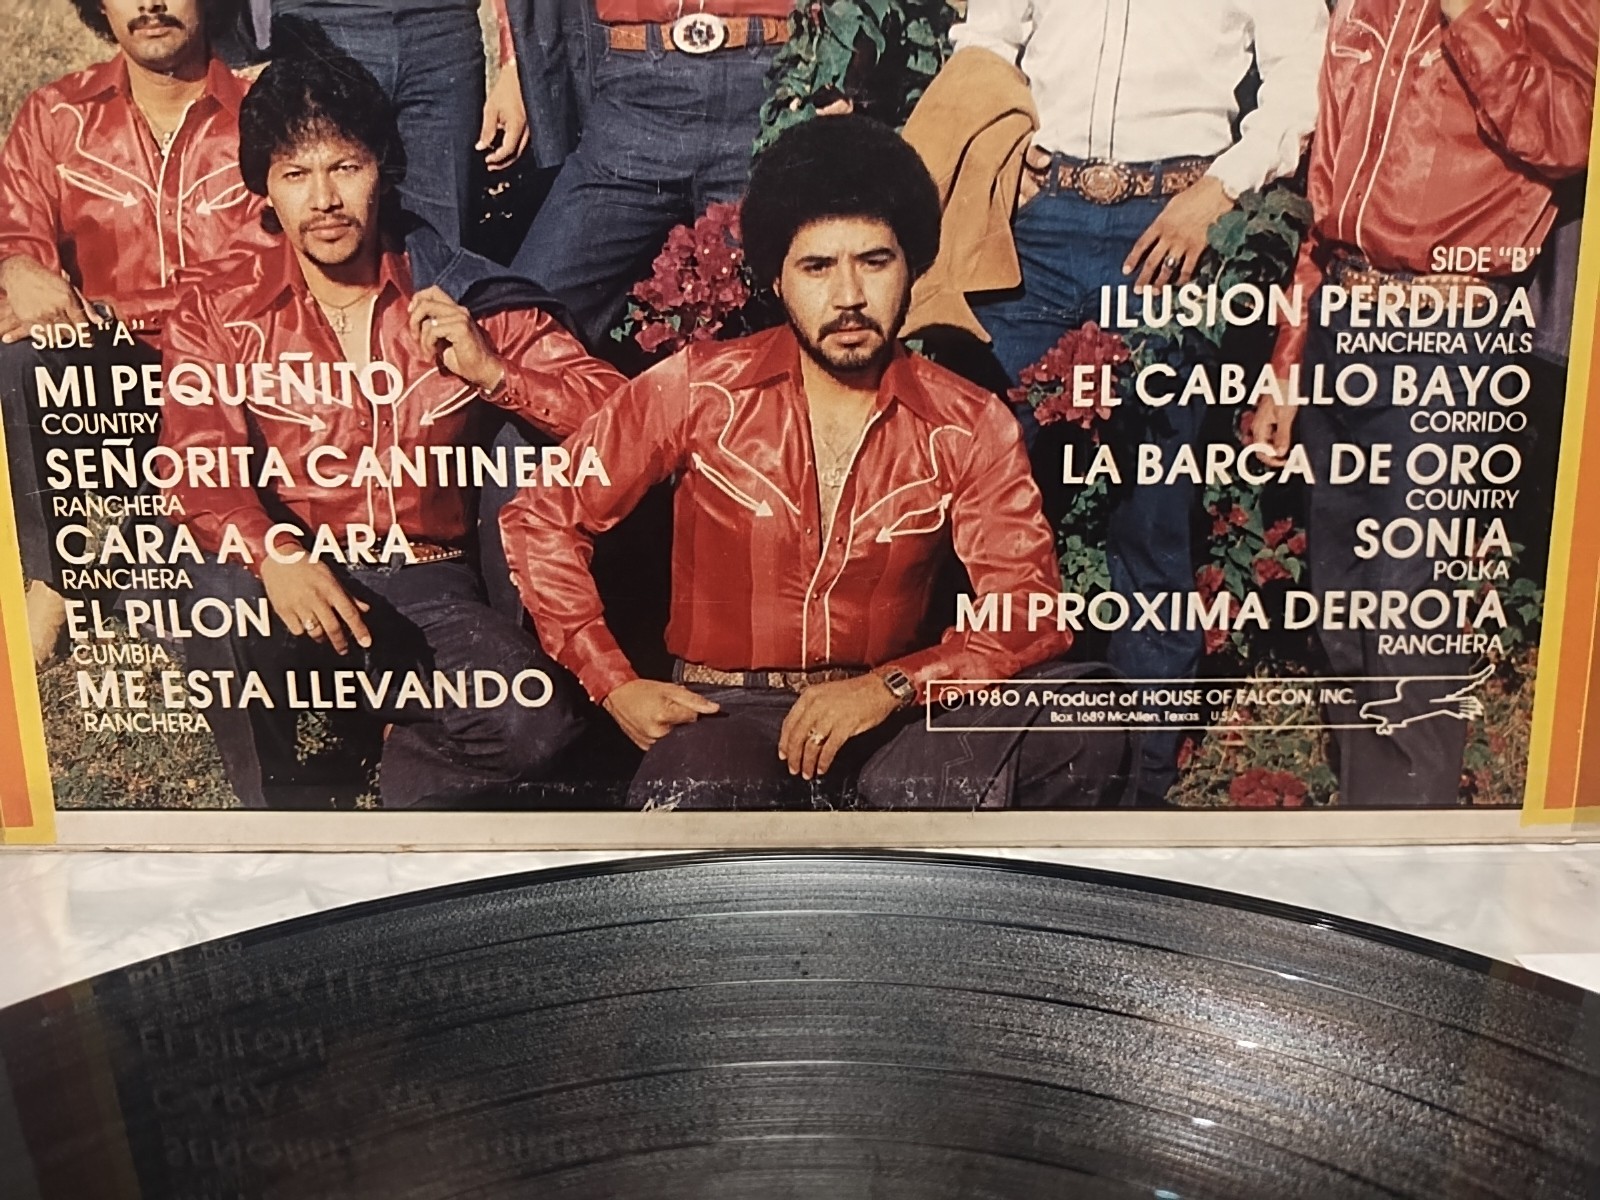 SIDE "A"
MI PEQUEÑITO
COUNTRY
SEÑORITA CANTINERA
RANCHERA
CARA A CARA
RANCHERA
EL PILON
CUMBIA
ME ESTA LLEVANDO
RANCHERA
SIDE "B"
ILUSION PERDIDA
RANCHERA VALS
EL CABALLO BAYO
CORRIDO
LA BARCA DE ORO
COUNTRY
SONIA
POLKA
MI PROXIMA DERROTA
RANCHERA
Ⓟ 1980 A Product of HOUSE OF FALCON, INC.
Box 1689 McAllen, Texas U.S.A.